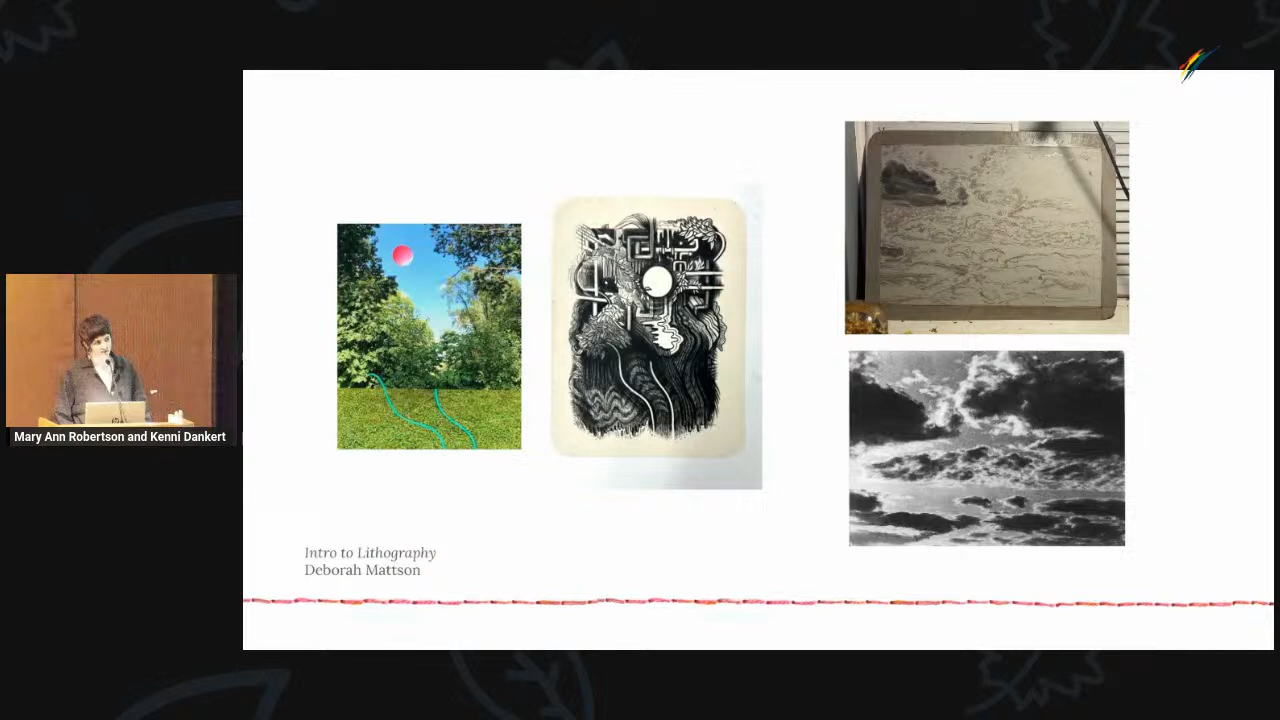 Mary Ann Robertson and Kenni Dankert
Intro to Lithography
Deborah Mattson